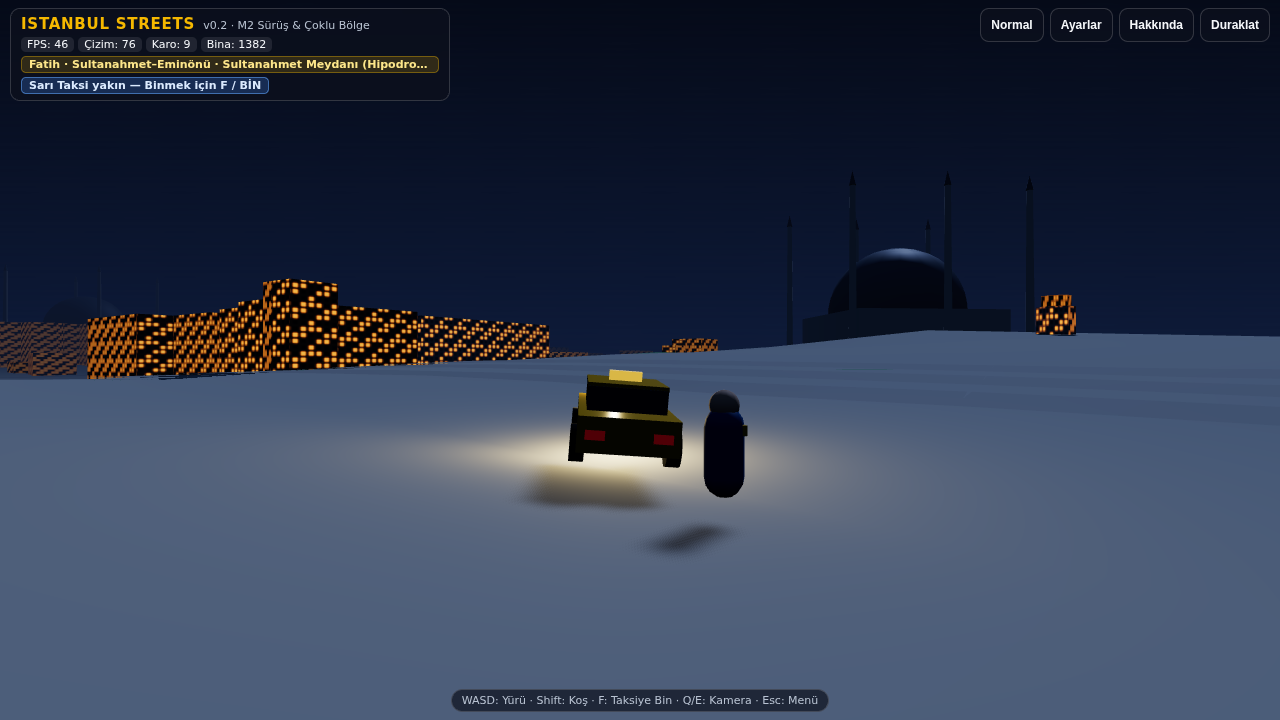 ISTANBUL STREETS v0.2 · M2 Sürüş & Çoklu Bölge
FPS: 46 Çizim: 76 Karo: 9 Bina: 1382
Fatih · Sultanahmet–Eminönü · Sultanahmet Meydanı (Hipodro…
Sarı Taksi yakın — Binmek için F / BİN
Normal Ayarlar Hakkında Duraklat
WASD: Yürü · Shift: Koş · F: Taksiye Bin · Q/E: Kamera · Esc: Menü